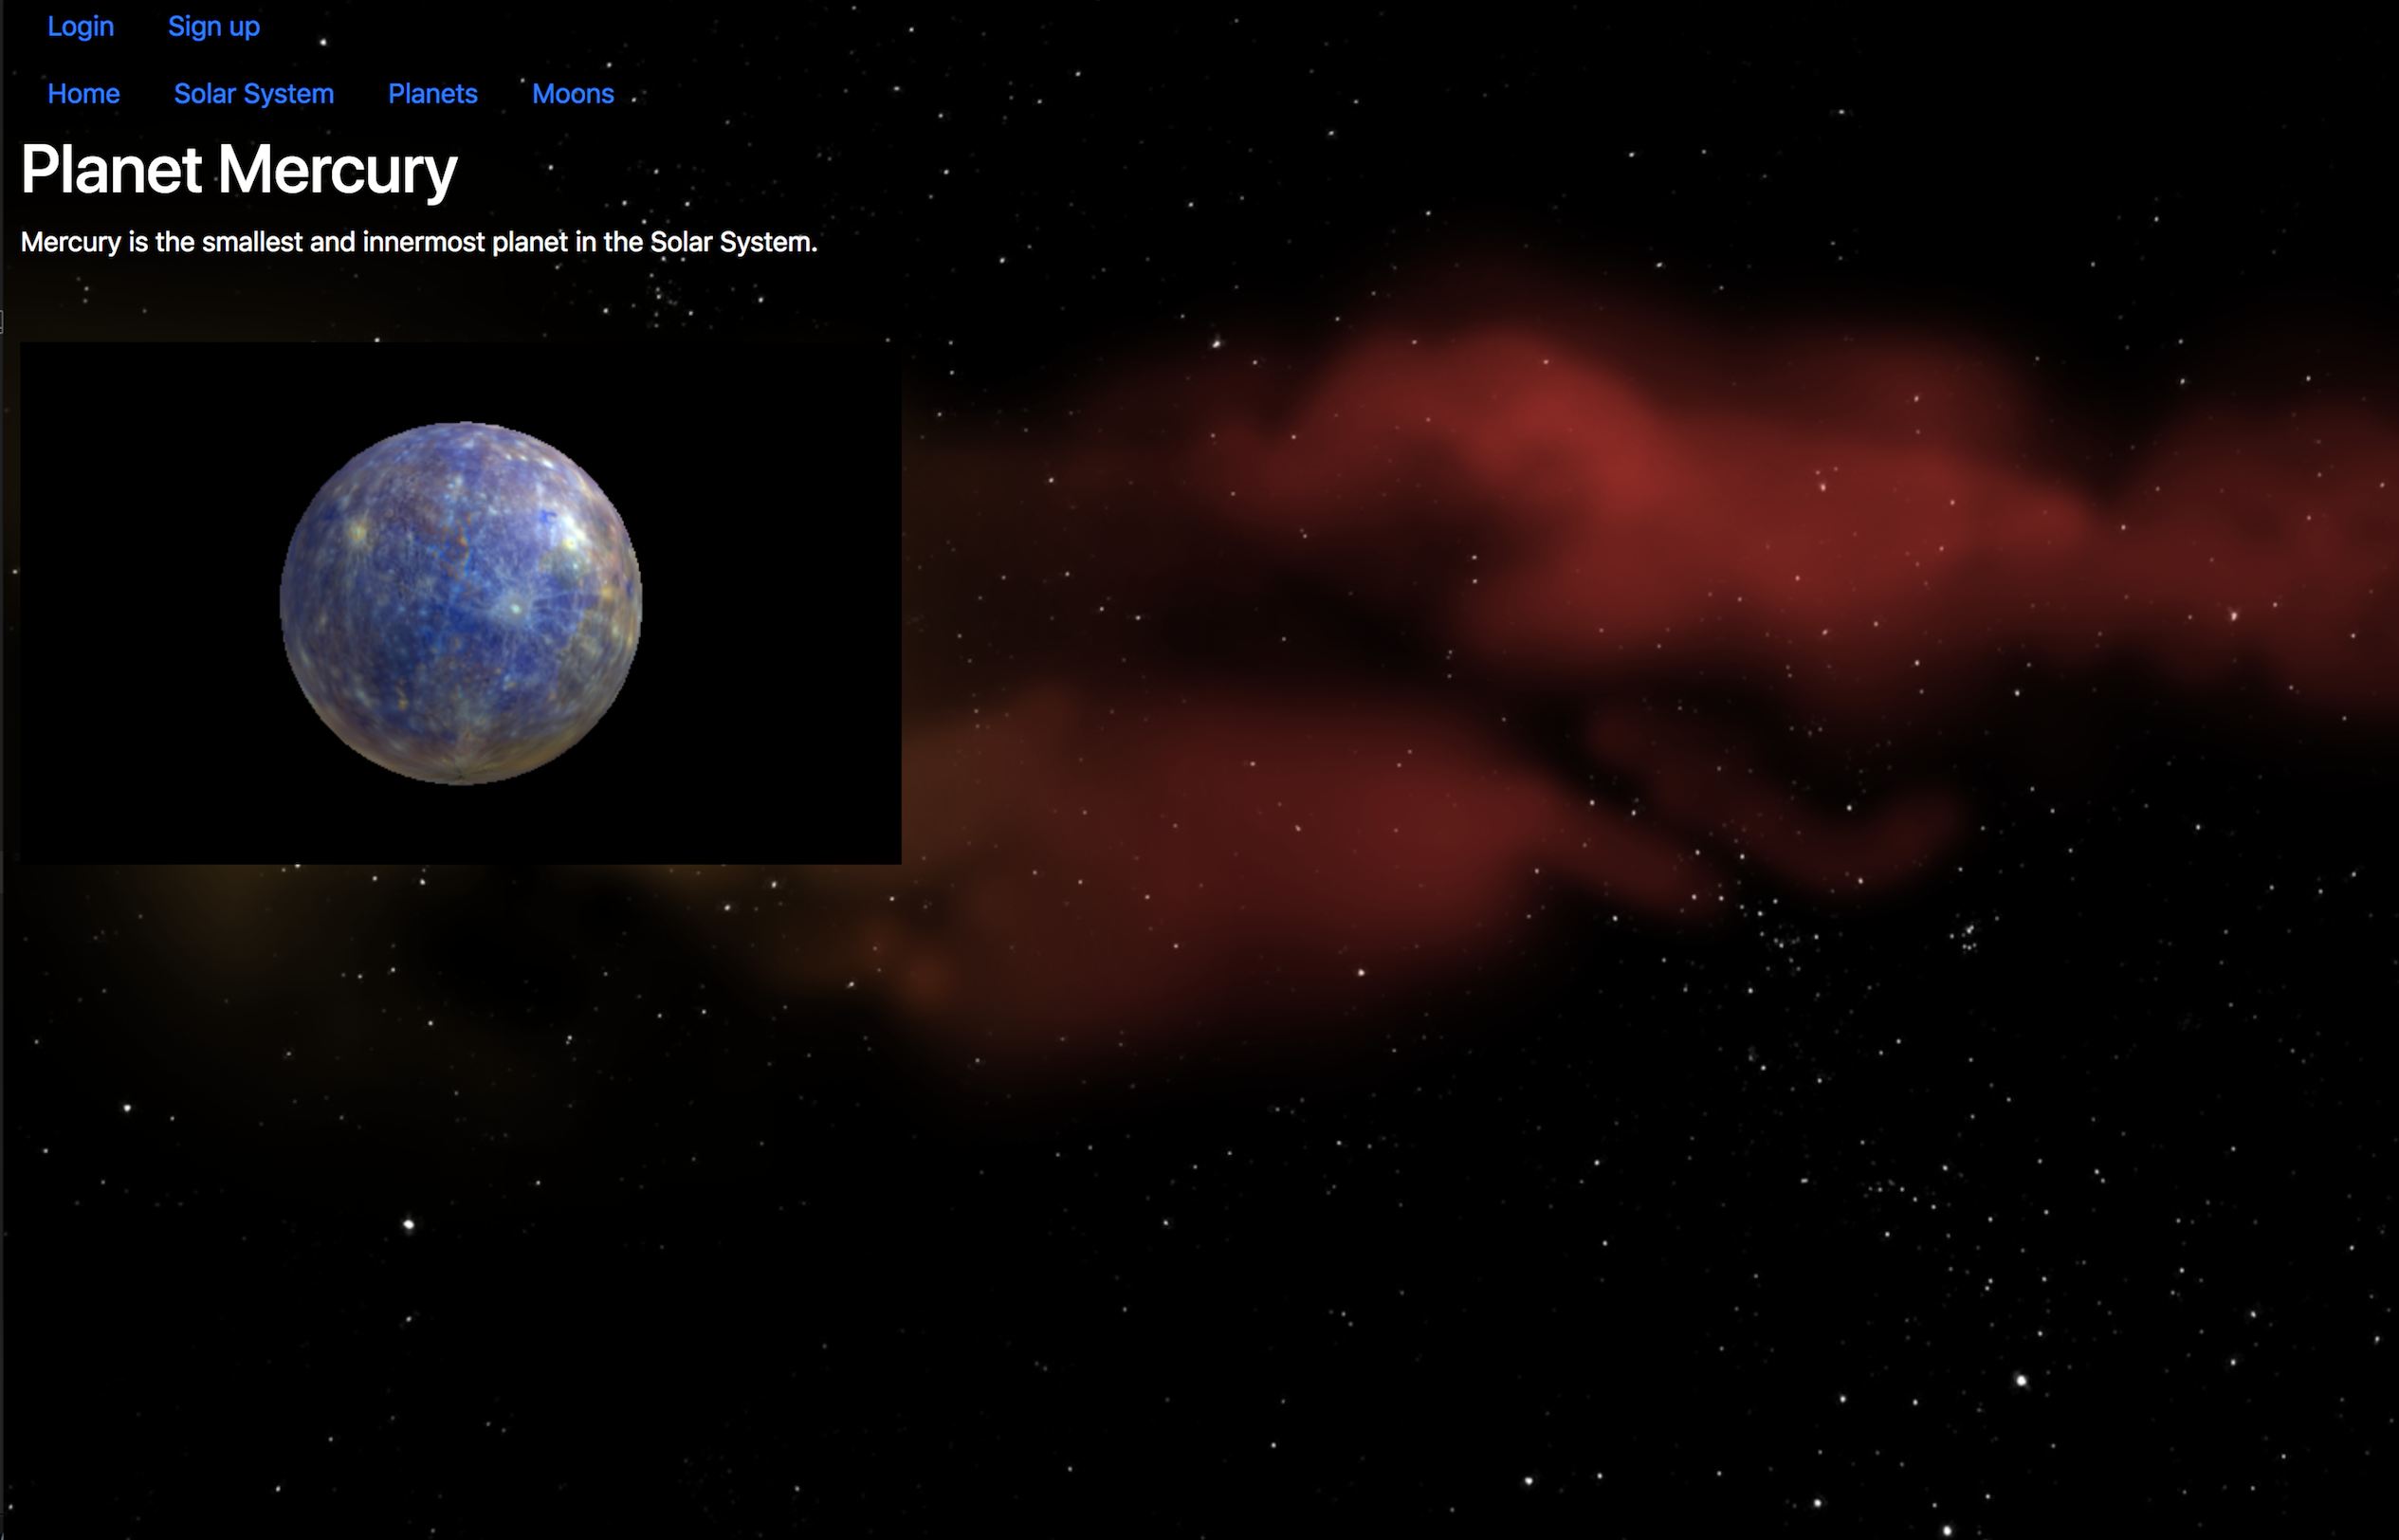 Login Sign up
Home Solar System Planets Moons
Planet Mercury
Mercury is the smallest and innermost planet in the Solar System.